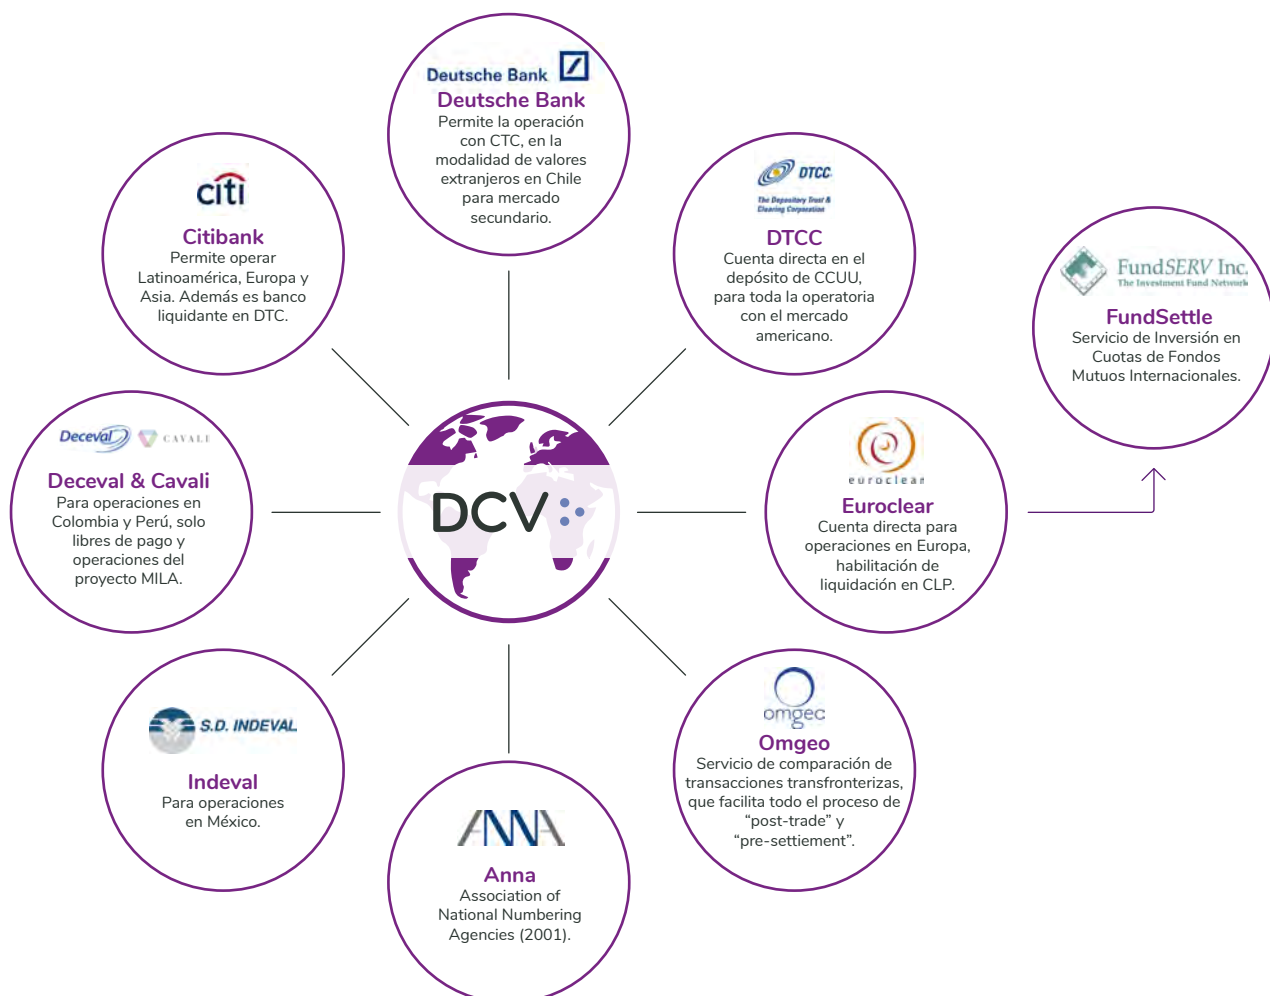 Deutsche Bank
Deutsche Bank
Permite la operación
con CTC, en la
modalidad de valores
extranjeros en Chile
para mercado
secundario.
citi
Citibank
Permite operar
Latinoamérica, Europa y
Asia. Además es banco
liquidante en DTC.
DTCC
The Depository Trust &
Clearing Corporation
DTCC
Cuenta directa en el
depósito de CCUU,
para toda la operatoria
con el mercado
americano.
FundSERV Inc.
The Investment Fund Network
FundSettle
Servicio de Inversión en
Cuotas de Fondos
Mutuos Internacionales.
Deceval CAVALI
Deceval & Cavali
Para operaciones en
Colombia y Perú, solo
libres de pago y
operaciones del
proyecto MILA.
DCV
euroclear
Euroclear
Cuenta directa para
operaciones en Europa,
habilitación de
liquidación en CLP.
S.D. INDEVAL
Indeval
Para operaciones
en México.
omgeo
Omgeo
Servicio de comparación de
transacciones transfronterizas,
que facilita todo el proceso de
“post-trade” y
“pre-settiement”.
ANNA
Anna
Association of
National Numbering
Agencies (2001).